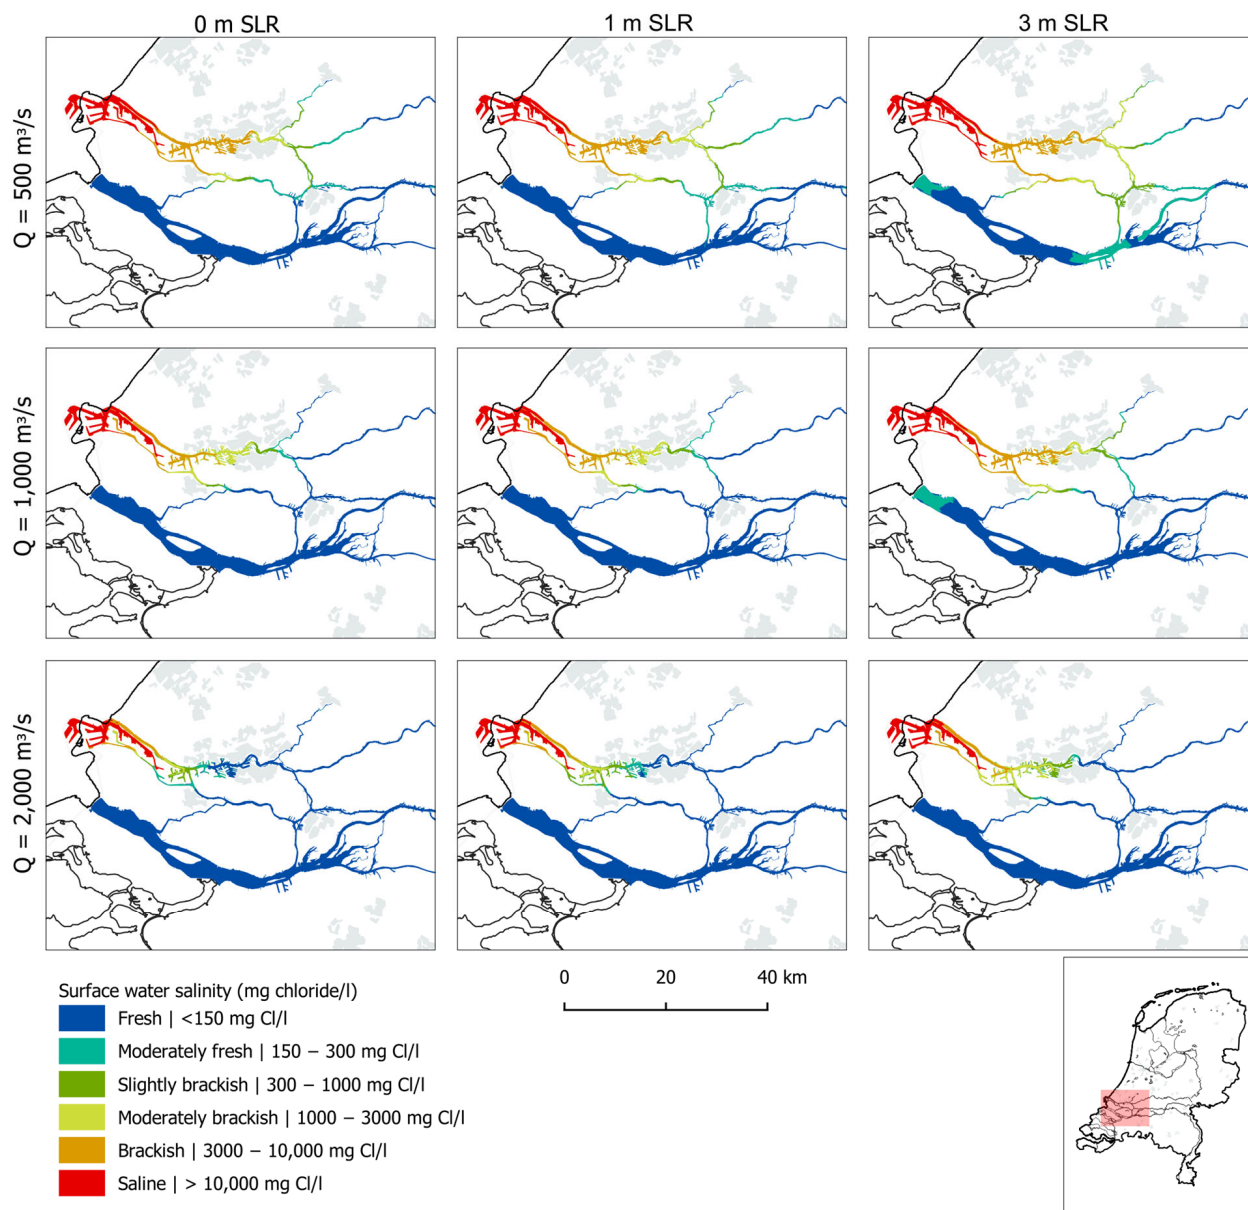 0 m SLR
1 m SLR
3 m SLR
Q = 500 m³/s
Q = 1,000 m³/s
Q = 2,000 m³/s
0 20 40 km
Surface water salinity (mg chloride/l)
Fresh | <150 mg Cl/l
Moderately fresh | 150 – 300 mg Cl/l
Slightly brackish | 300 – 1000 mg Cl/l
Moderately brackish | 1000 – 3000 mg Cl/l
Brackish | 3000 – 10,000 mg Cl/l
Saline | > 10,000 mg Cl/l